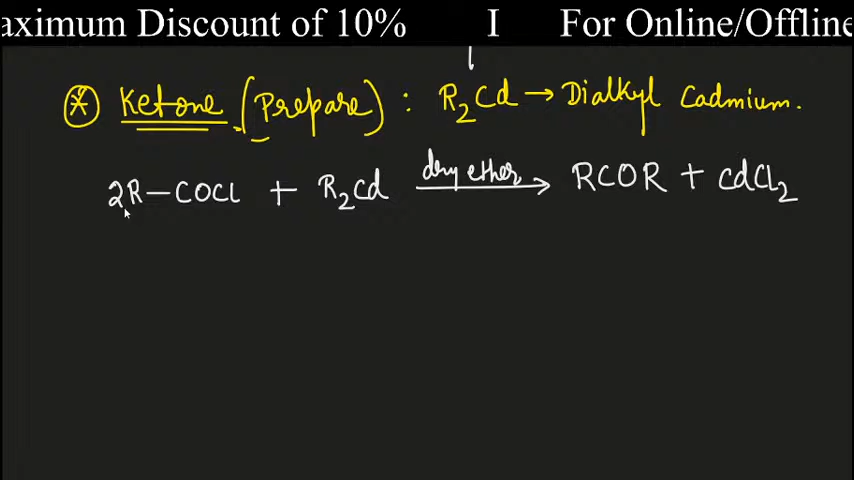 aximum Discount of 10% I For Online/Offline
* Ketone (Prepare) : R₂Cd → Dialkyl Cadmium.
2R—COCl + R₂Cd dry ether → RCOR + CdCl₂